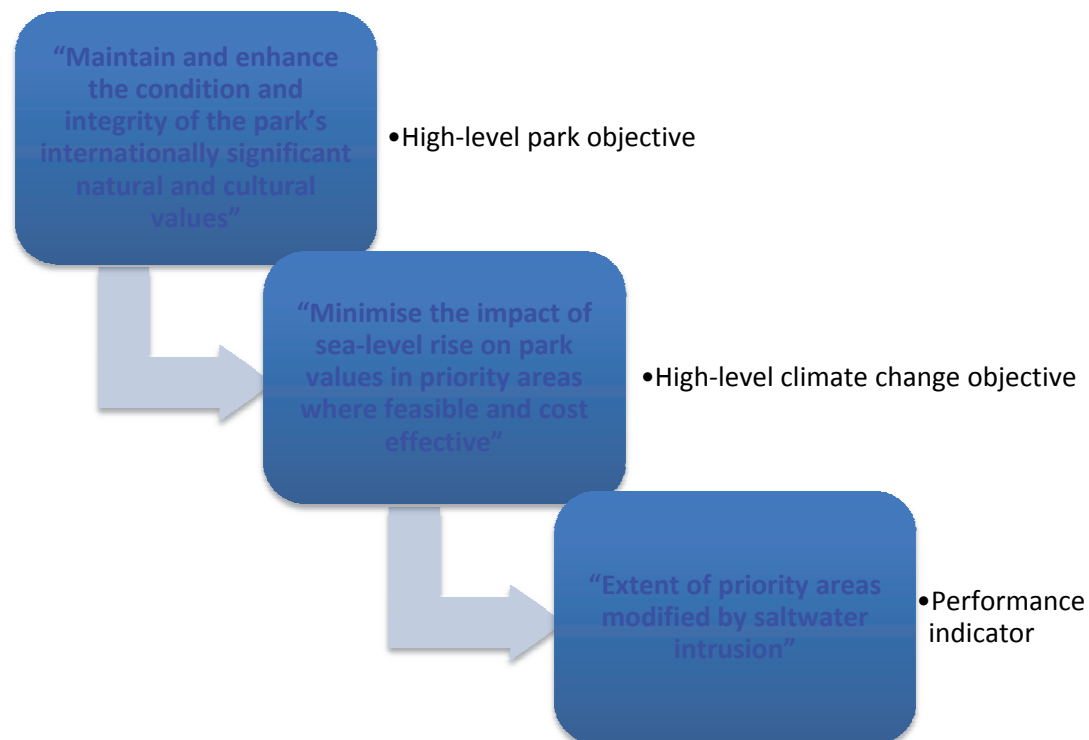 “Maintain and enhance
the condition and
integrity of the park’s
internationally significant
natural and cultural
values”
•High-level park objective
“Minimise the impact of
sea-level rise on park
values in priority areas
where feasible and cost
effective”
•High-level climate change objective
“Extent of priority areas
modified by saltwater
intrusion”
•Performance
indicator